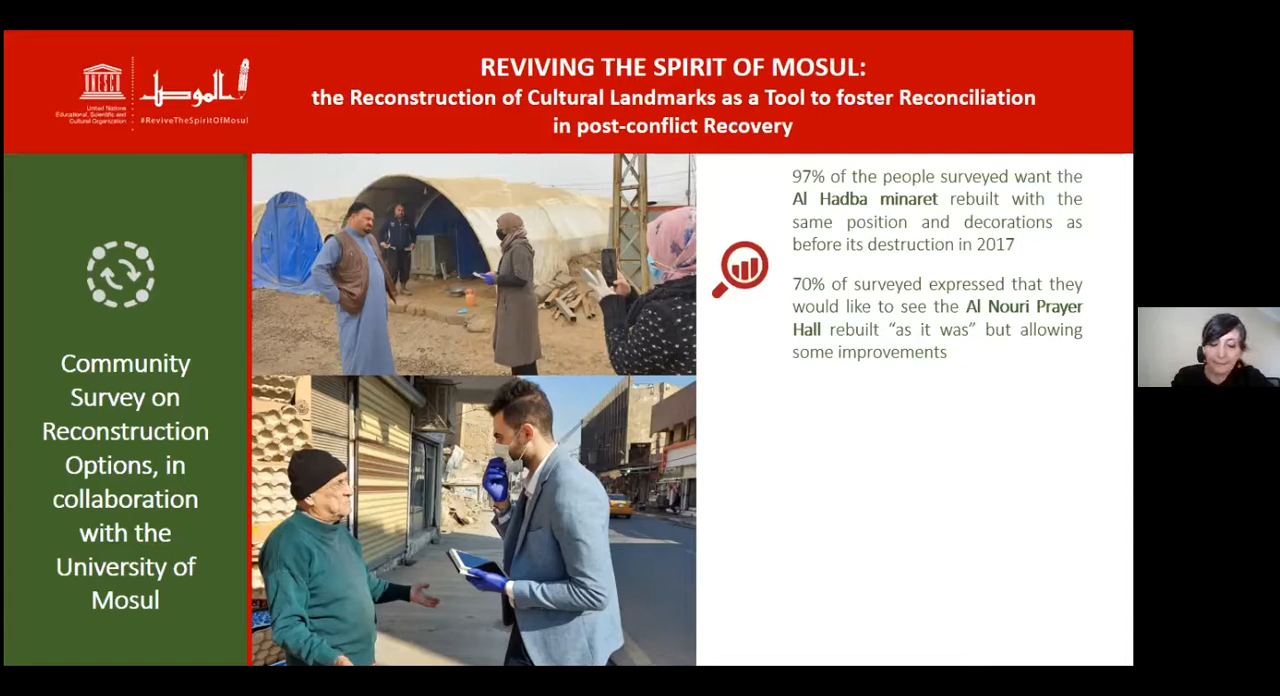 UNESCO
United Nations
Educational, Scientific and
Cultural Organization
الموصل
#ReviveTheSpiritOfMosul
REVIVING THE SPIRIT OF MOSUL:
the Reconstruction of Cultural Landmarks as a Tool to foster Reconciliation
in post-conflict Recovery
Community
Survey on
Reconstruction
Options, in
collaboration
with the
University of
Mosul
97% of the people surveyed want the
Al Hadba minaret rebuilt with the
same position and decorations as
before its destruction in 2017
70% of surveyed expressed that they
would like to see the Al Nouri Prayer
Hall rebuilt “as it was” but allowing
some improvements